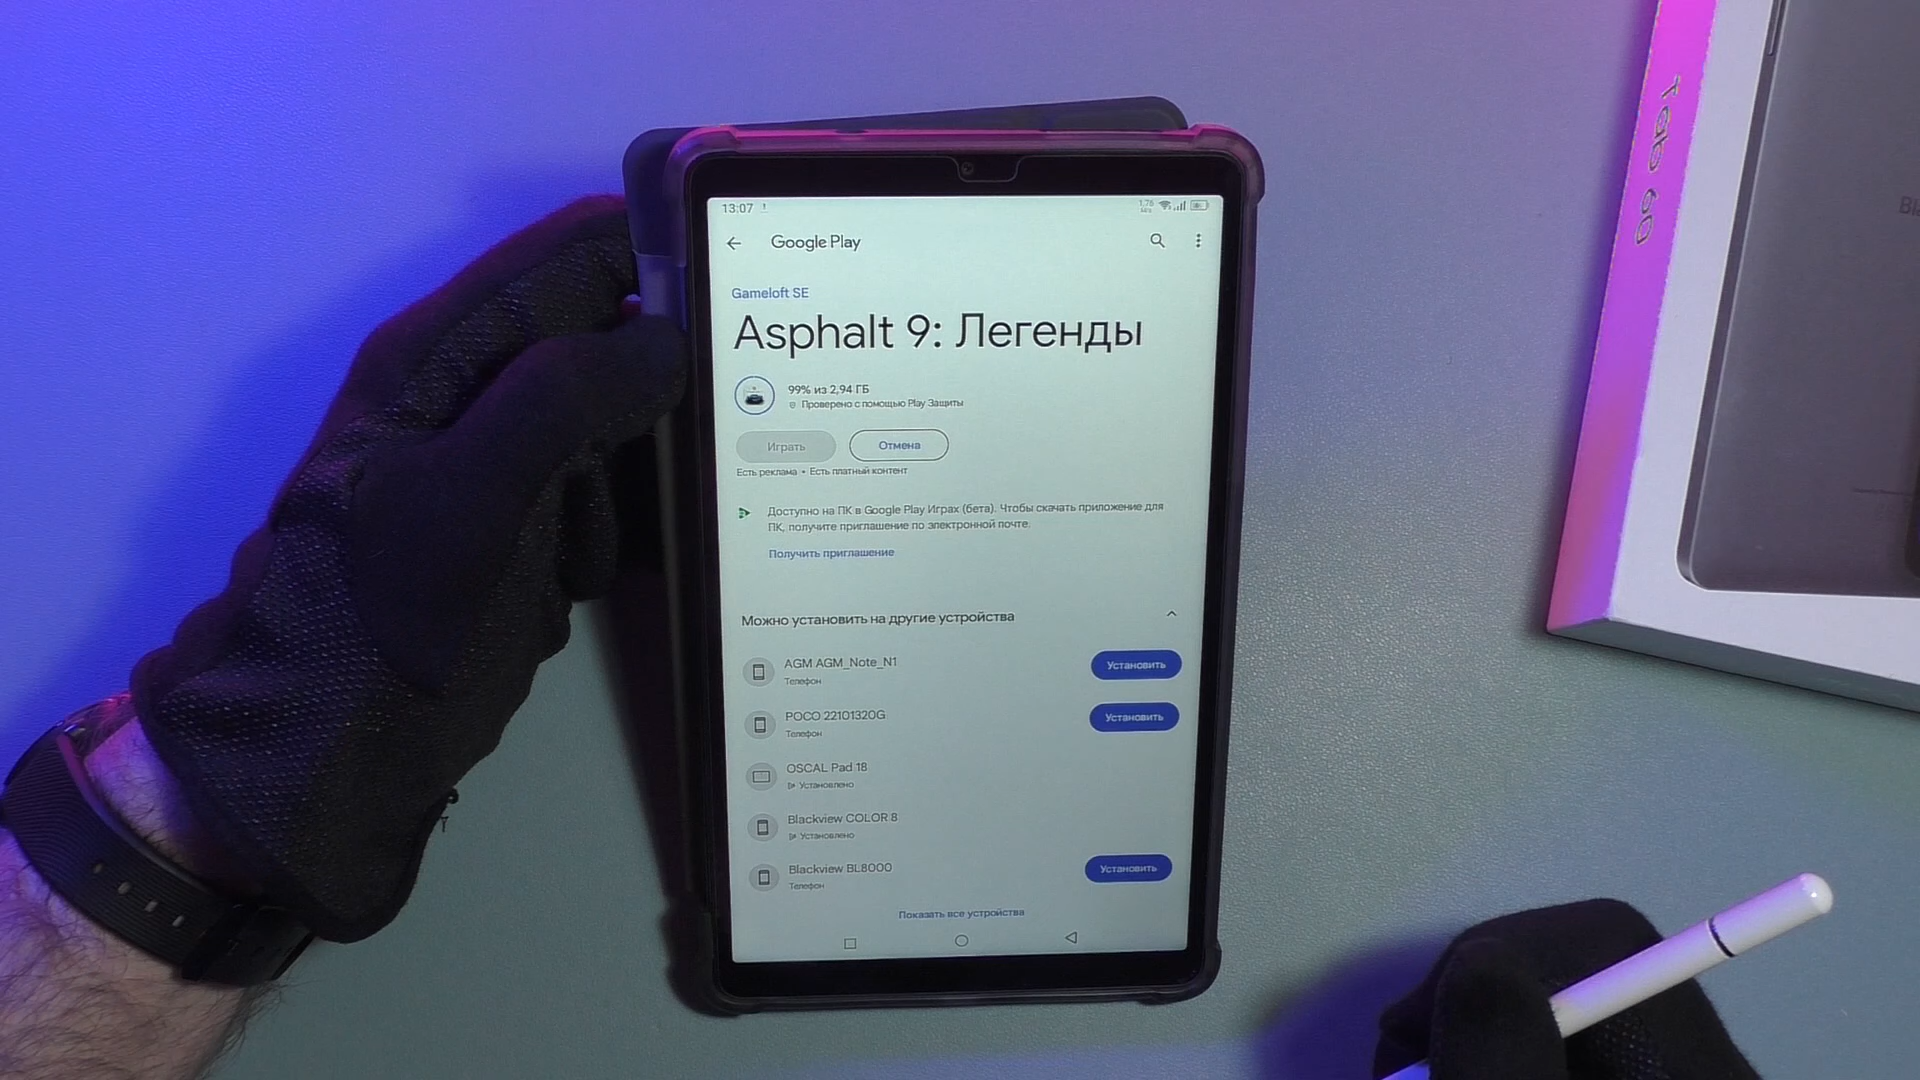 13:07
Google Play
Gameloft SE
Asphalt 9: Легенды
99% из 2,94 ГБ
Проверено с помощью Play Защиты
Играть
Отмена
Есть реклама • Есть платный контент
Доступно на ПК в Google Play Играх (бета). Чтобы скачать приложение для
ПК, получите приглашение по электронной почте.
Получить приглашение
Можно установить на другие устройства
AGM AGM_Note_N1
Телефон
Установить
POCO 22101320G
Телефон
Установить
OSCAL Pad 18
Установлено
Blackview COLOR 8
Установлено
Blackview BL8000
Телефон
Установить
Показать все устройства
Tab 60